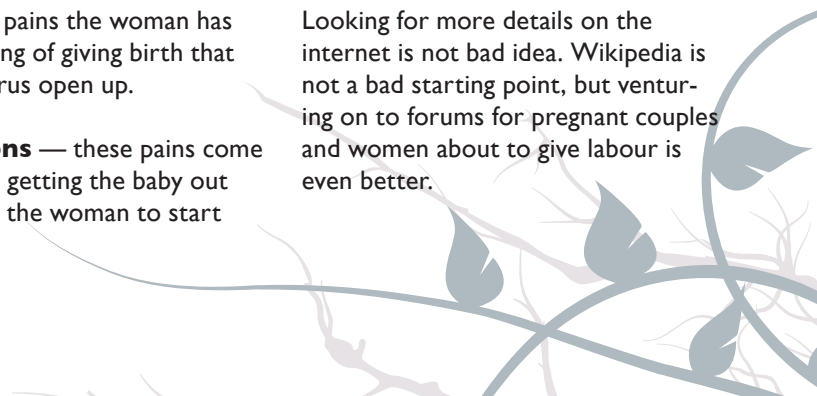 pains the woman has
ing of giving birth that
rus open up.
ns — these pains come
getting the baby out
the woman to start
Looking for more details on the
internet is not bad idea. Wikipedia is
not a bad starting point, but ventur-
ing on to forums for pregnant couples
and women about to give labour is
even better.